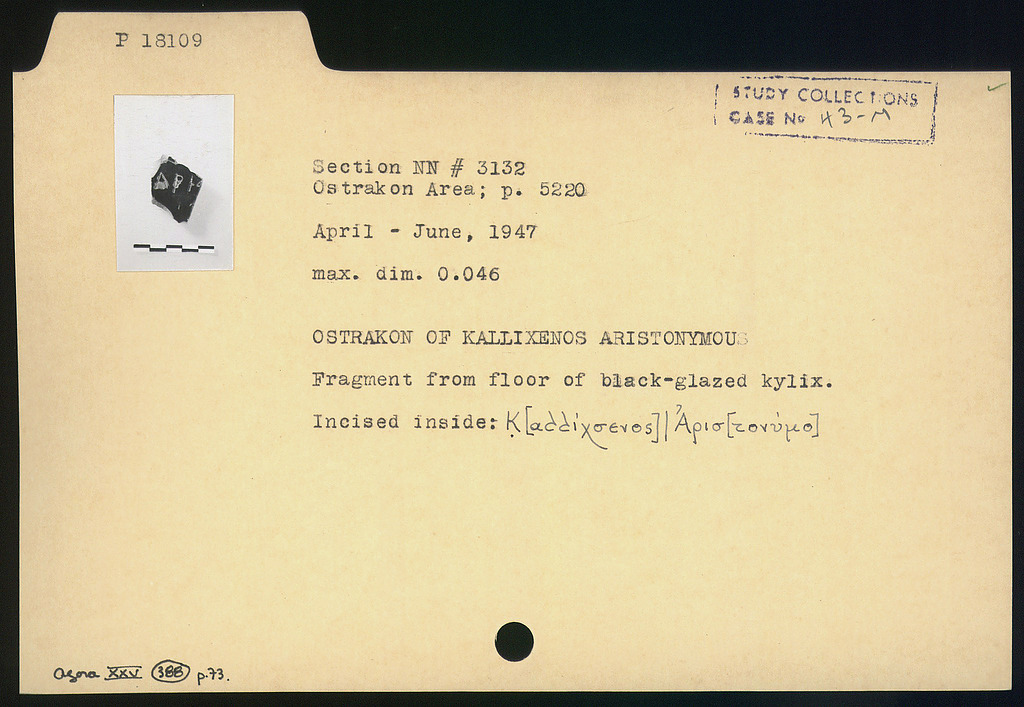 P 18109
STUDY COLLECTIONS
CASE No 43-M
Section NN # 3132
Ostrakon Area; p. 5220
April - June, 1947
max. dim. 0.046
OSTRAKON OF KALLIXENOS ARISTONYMOUS
Fragment from floor of black-glazed kylix.
Incised inside: Κ̣[αλλίχσενος]|Ἀρισ[τονύμο]
Agora XXV 388 p.73.